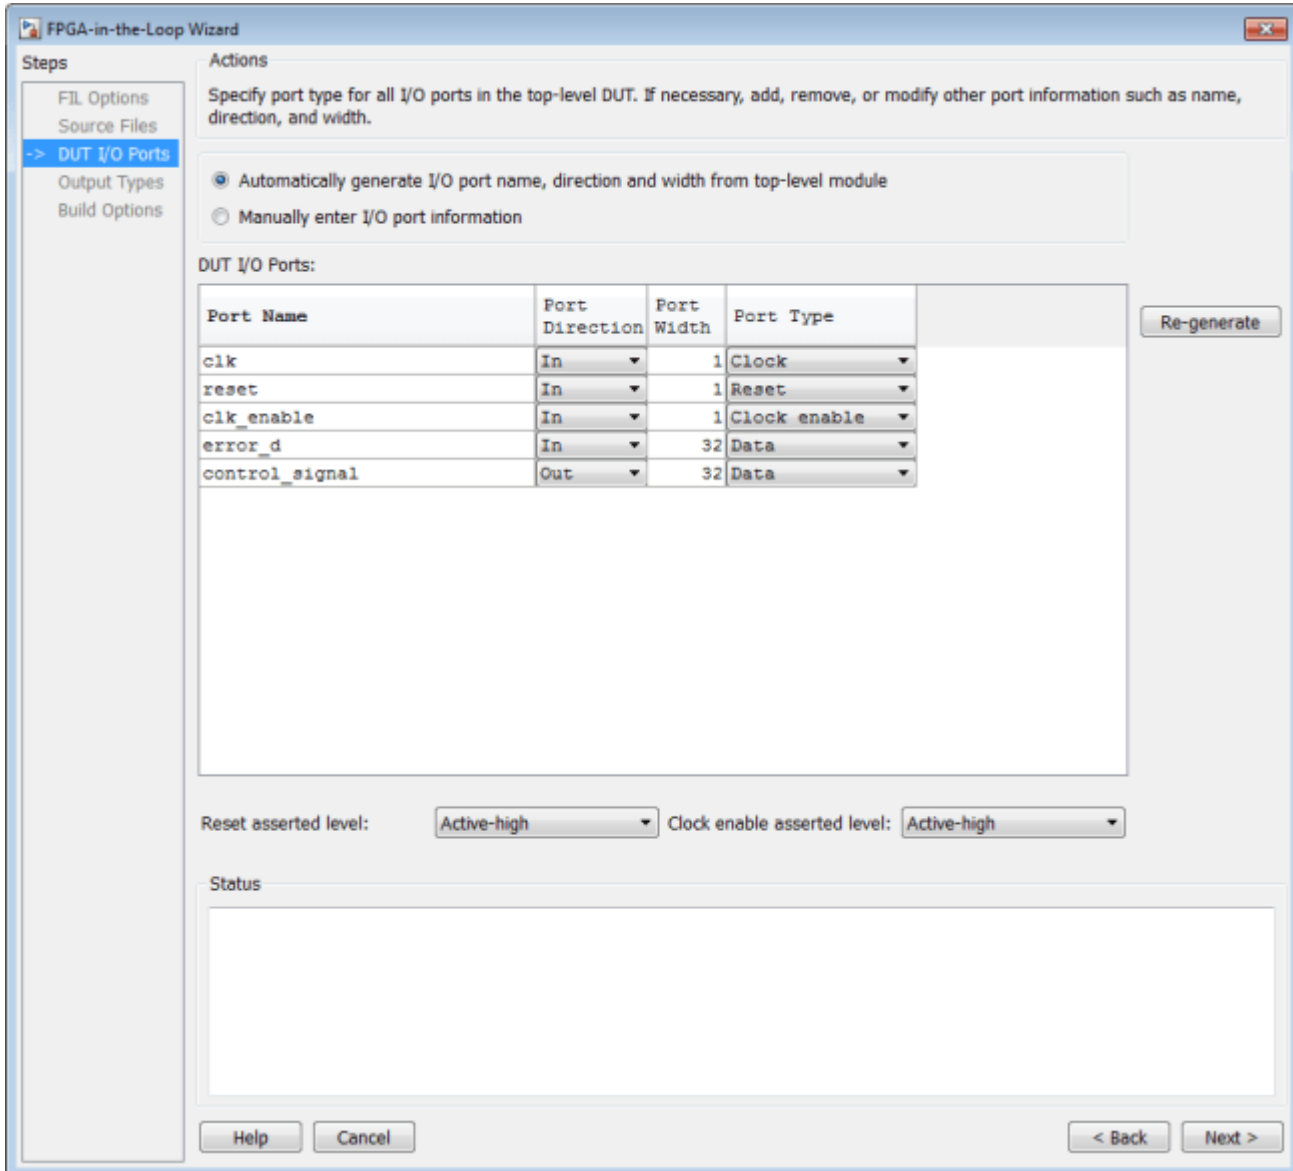 FPGA-in-the-Loop Wizard
Steps
FIL Options
Source Files
-> DUT I/O Ports
Output Types
Build Options
Actions
Specify port type for all I/O ports in the top-level DUT. If necessary, add, remove, or modify other port information such as name,
direction, and width.
Automatically generate I/O port name, direction and width from top-level module
Manually enter I/O port information
DUT I/O Ports:
Port Name Port Direction Port Width Port Type
clk In 1 Clock
reset In 1 Reset
clk_enable In 1 Clock enable
error_d In 32 Data
control_signal Out 32 Data
Re-generate
Reset asserted level: Active-high Clock enable asserted level: Active-high
Status
Help Cancel < Back Next >